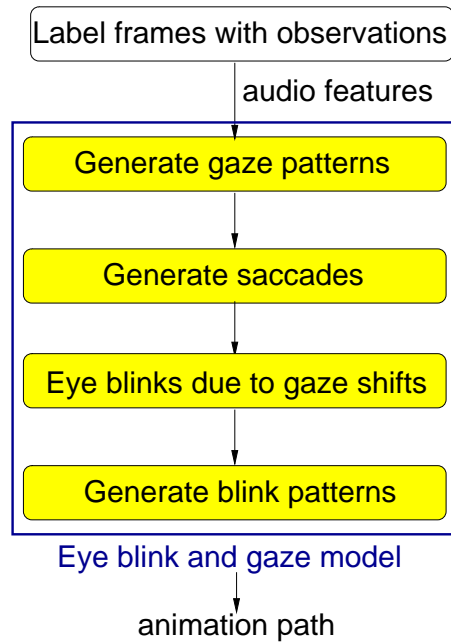 Label frames with observations
audio features
Generate gaze patterns
Generate saccades
Eye blinks due to gaze shifts
Generate blink patterns
Eye blink and gaze model
animation path